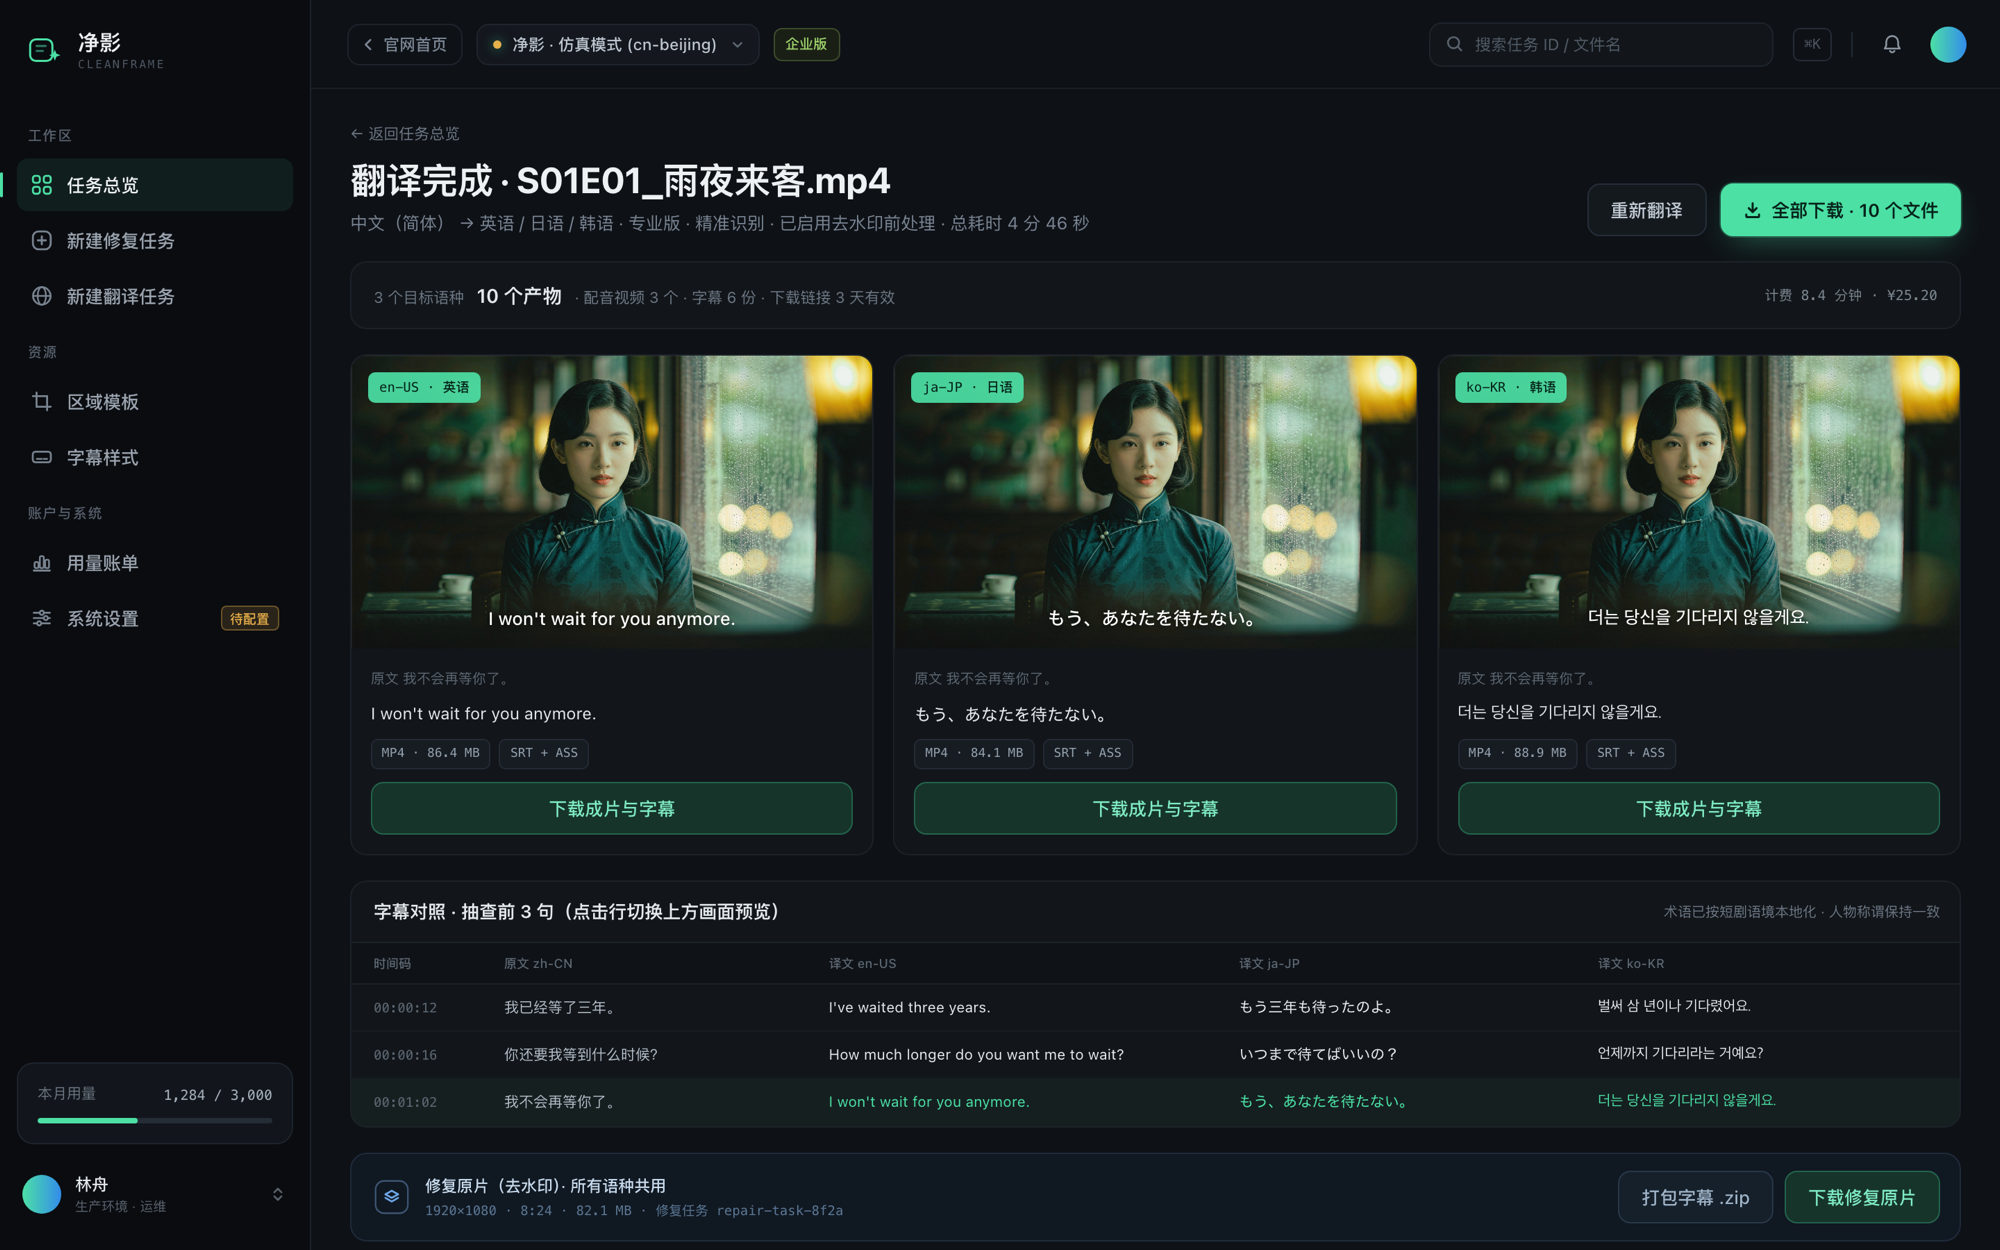 净影
CLEANFRAME
工作区
任务总览
新建修复任务
新建翻译任务
资源
区域模板
字幕样式
账户与系统
用量账单
系统设置
待配置
本月用量 1,284 / 3,000
林舟
生产环境 · 运维
官网首页
净影 · 仿真模式 (cn-beijing)
企业版
搜索任务 ID / 文件名
⌘K
← 返回任务总览
翻译完成 · S01E01_雨夜来客.mp4
中文（简体） → 英语 / 日语 / 韩语 · 专业版 · 精准识别 · 已启用去水印前处理 · 总耗时 4 分 46 秒
重新翻译
全部下载 · 10 个文件
3 个目标语种 10 个产物 · 配音视频 3 个 · 字幕 6 份 · 下载链接 3 天有效
计费 8.4 分钟 · ¥25.20
en-US · 英语
I won't wait for you anymore.
原文 我不会再等你了。
I won't wait for you anymore.
MP4 · 86.4 MB
SRT + ASS
下载成片与字幕
ja-JP · 日语
もう、あなたを待たない。
原文 我不会再等你了。
もう、あなたを待たない。
MP4 · 84.1 MB
SRT + ASS
下载成片与字幕
ko-KR · 韩语
더는 당신을 기다리지 않을게요.
原文 我不会再等你了。
더는 당신을 기다리지 않을게요.
MP4 · 88.9 MB
SRT + ASS
下载成片与字幕
字幕对照 · 抽查前 3 句（点击行切换上方画面预览）
术语已按短剧语境本地化 · 人物称谓保持一致
时间码 原文 zh-CN 译文 en-US 译文 ja-JP 译文 ko-KR
00:00:12 我已经等了三年。 I've waited three years. もう三年も待ったのよ。 벌써 삼 년이나 기다렸어요.
00:00:16 你还要我等到什么时候？ How much longer do you want me to wait? いつまで待てばいいの？ 언제까지 기다리라는 거예요?
00:01:02 我不会再等你了。 I won't wait for you anymore. もう、あなたを待たない。 더는 당신을 기다리지 않을게요.
修复原片（去水印）· 所有语种共用
1920×1080 · 8:24 · 82.1 MB · 修复任务 repair-task-8f2a
打包字幕 .zip
下载修复原片